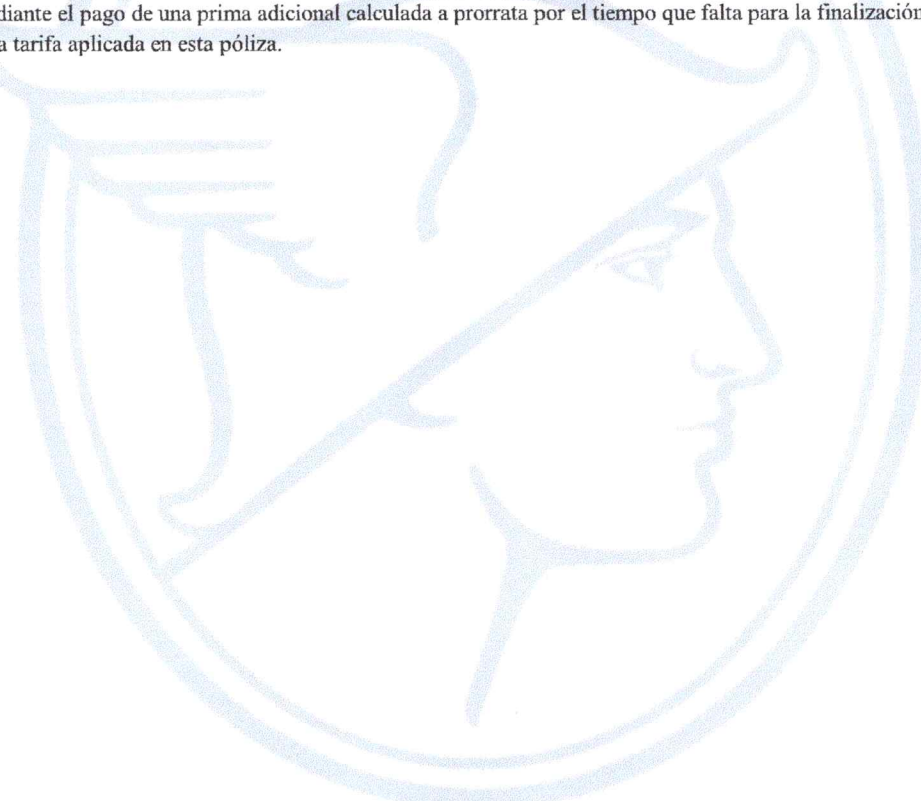 diante el pago de una prima adicional calculada a prorrata por el tiempo que falta para la finalización
a tarifa aplicada en esta póliza.